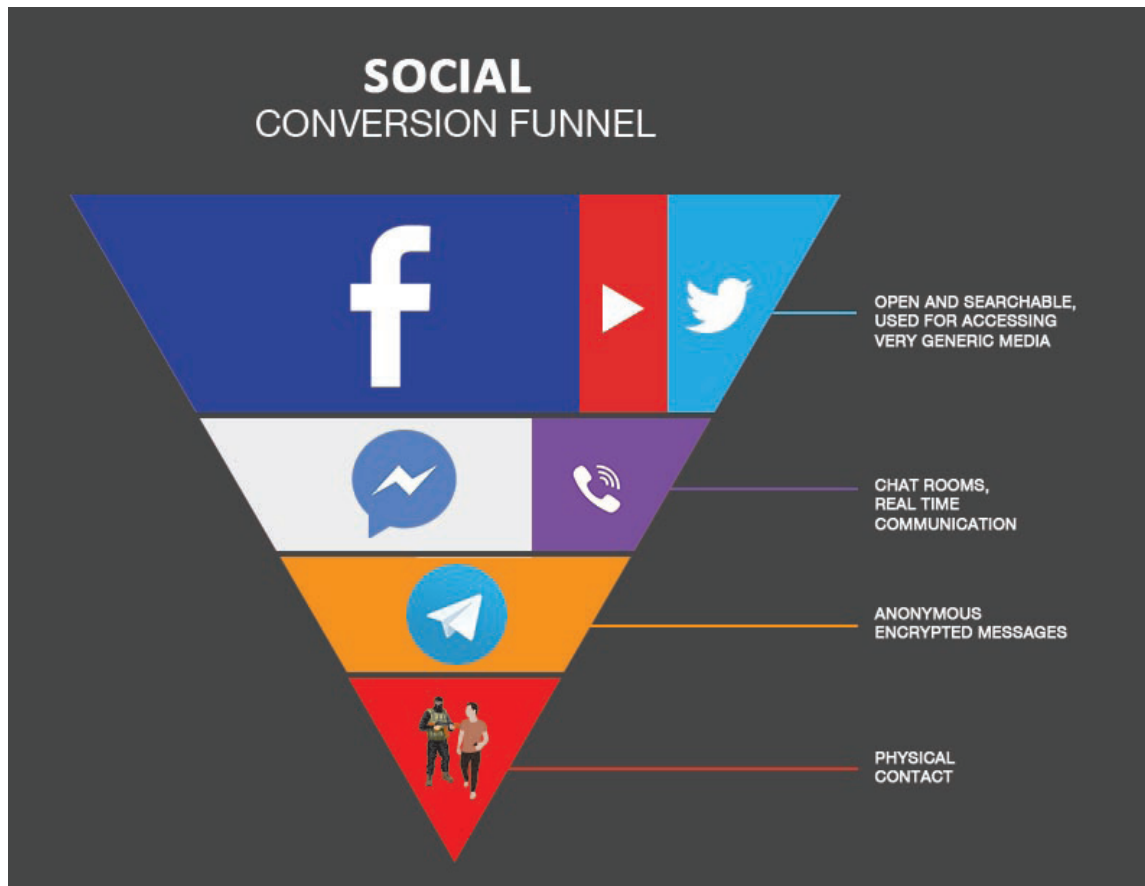 SOCIAL
CONVERSION FUNNEL
OPEN AND SEARCHABLE,
USED FOR ACCESSING
VERY GENERIC MEDIA
CHAT ROOMS,
REAL TIME
COMMUNICATION
ANONYMOUS
ENCRYPTED MESSAGES
PHYSICAL
CONTACT